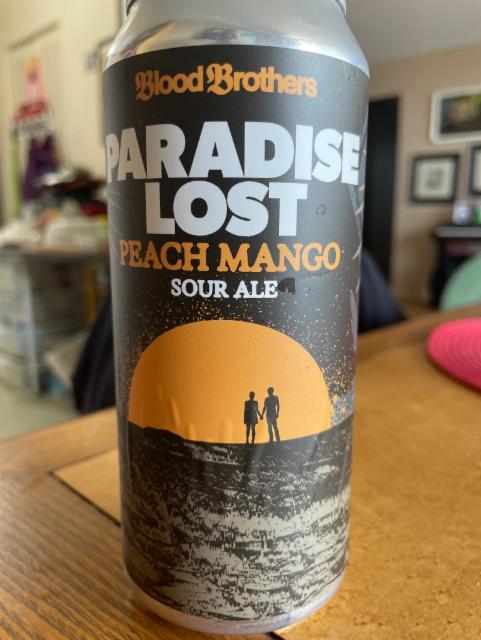 Blood Brothers
PARADISE
LOST
PEACH MANGO
SOUR ALE